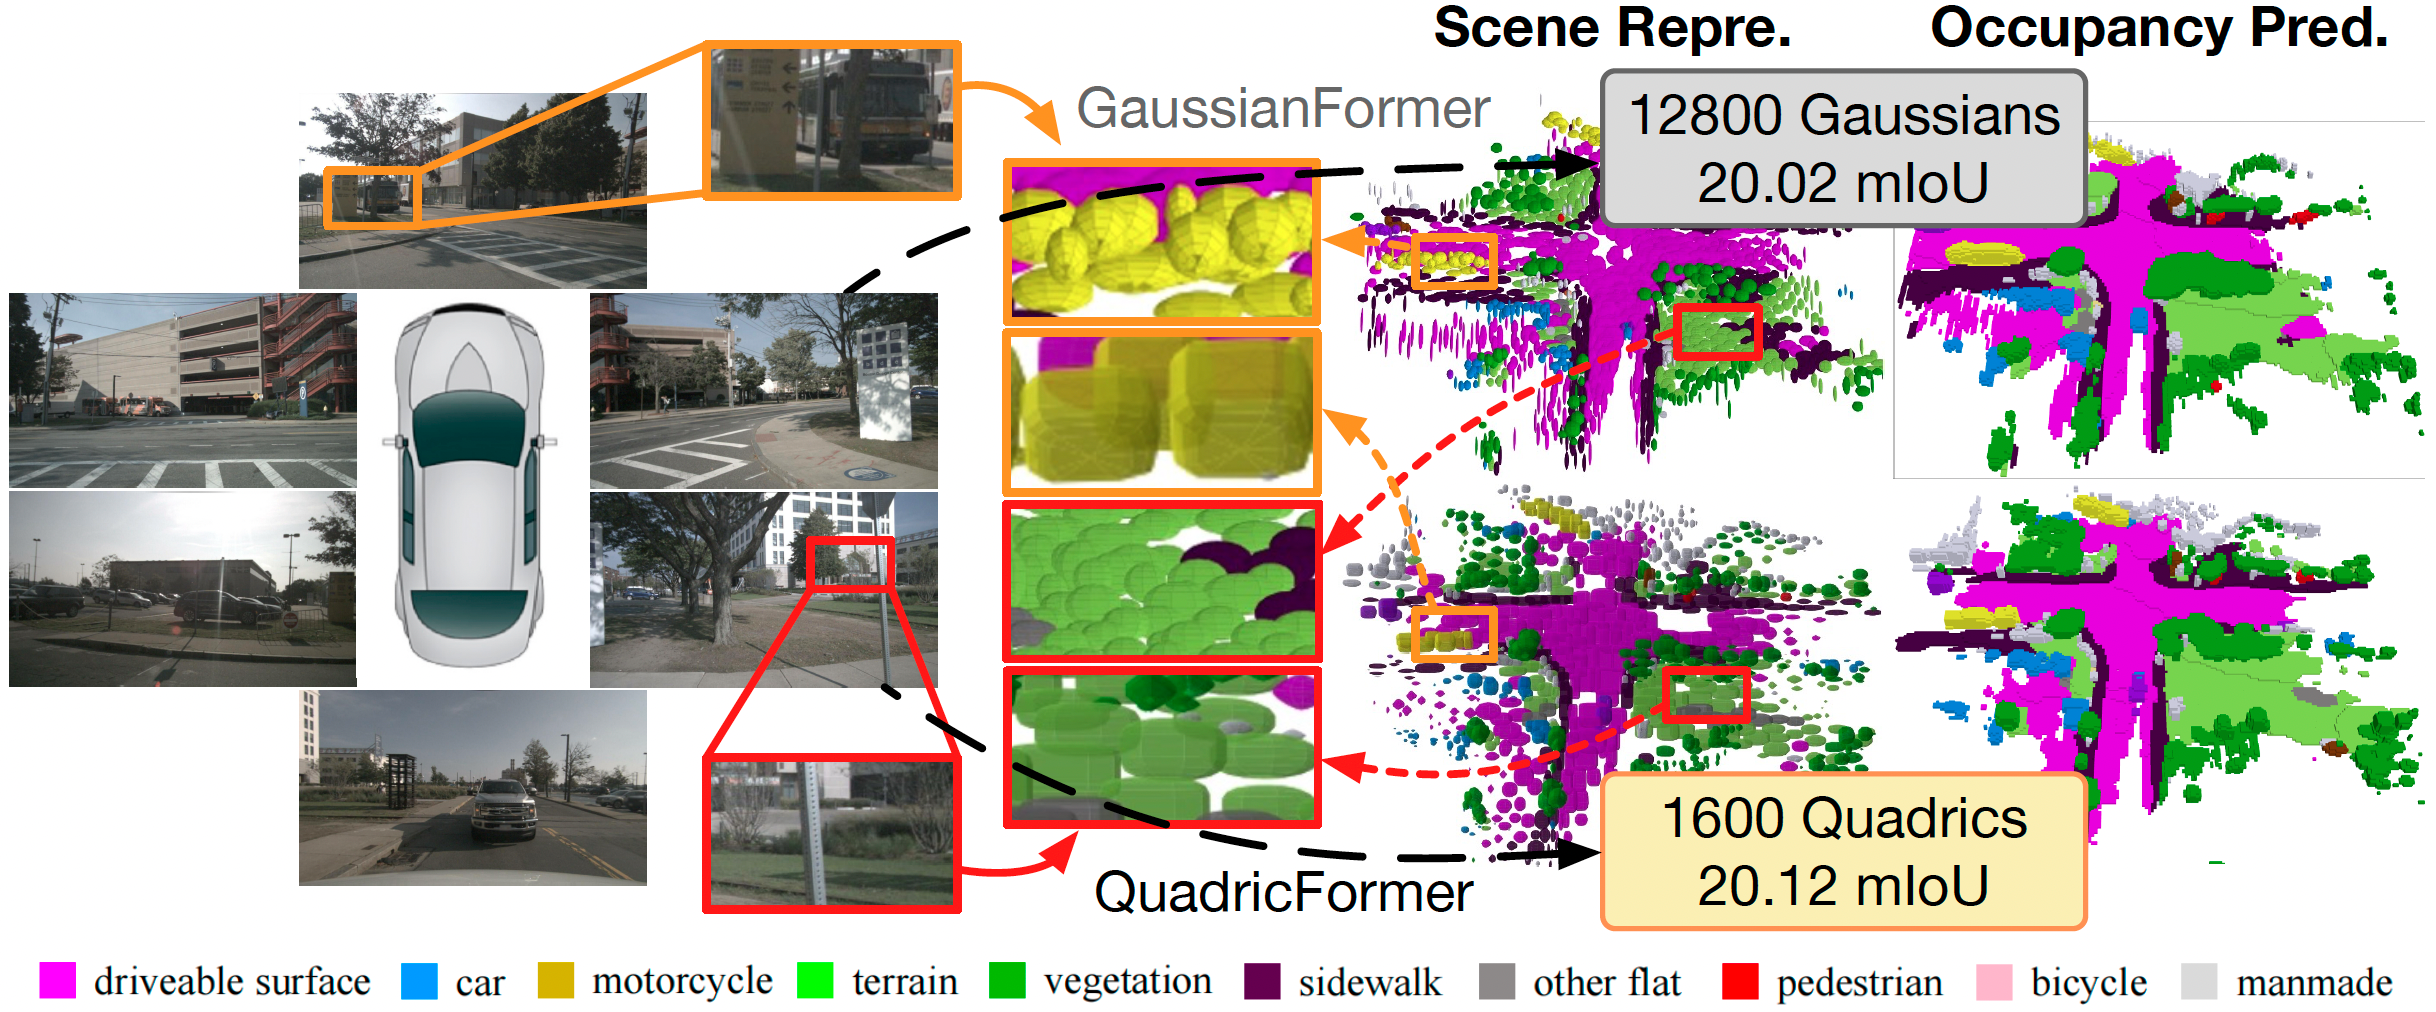 Scene Repre.
Occupancy Pred.
GaussianFormer
12800 Gaussians
20.02 mIoU
1600 Quadrics
20.12 mIoU
QuadricFormer
driveable surface
car
motorcycle
terrain
vegetation
sidewalk
other flat
pedestrian
bicycle
manmade